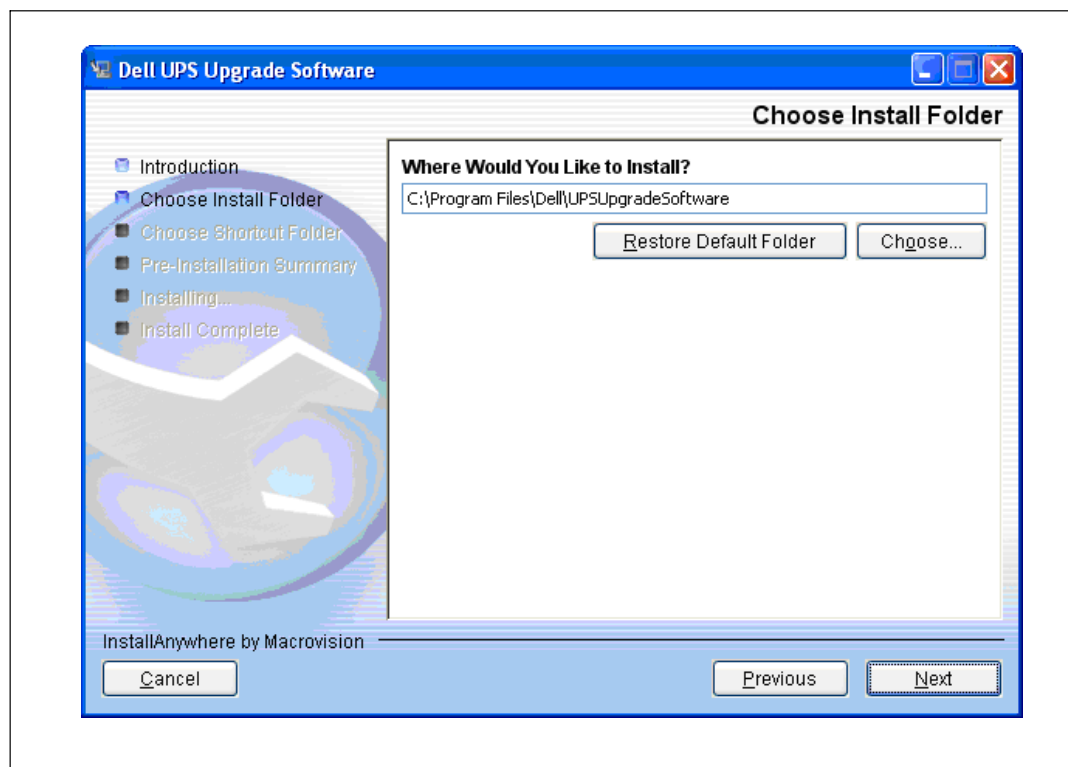 Dell UPS Upgrade Software
Choose Install Folder
Introduction
Choose Install Folder
Choose Shortcut Folder
Pre-Installation Summary
Installing...
Install Complete
Where Would You Like to Install?
C:\Program Files\Dell\UPSUpgradeSoftware
Restore Default Folder
Choose...
InstallAnywhere by Macrovision
Cancel
Previous
Next